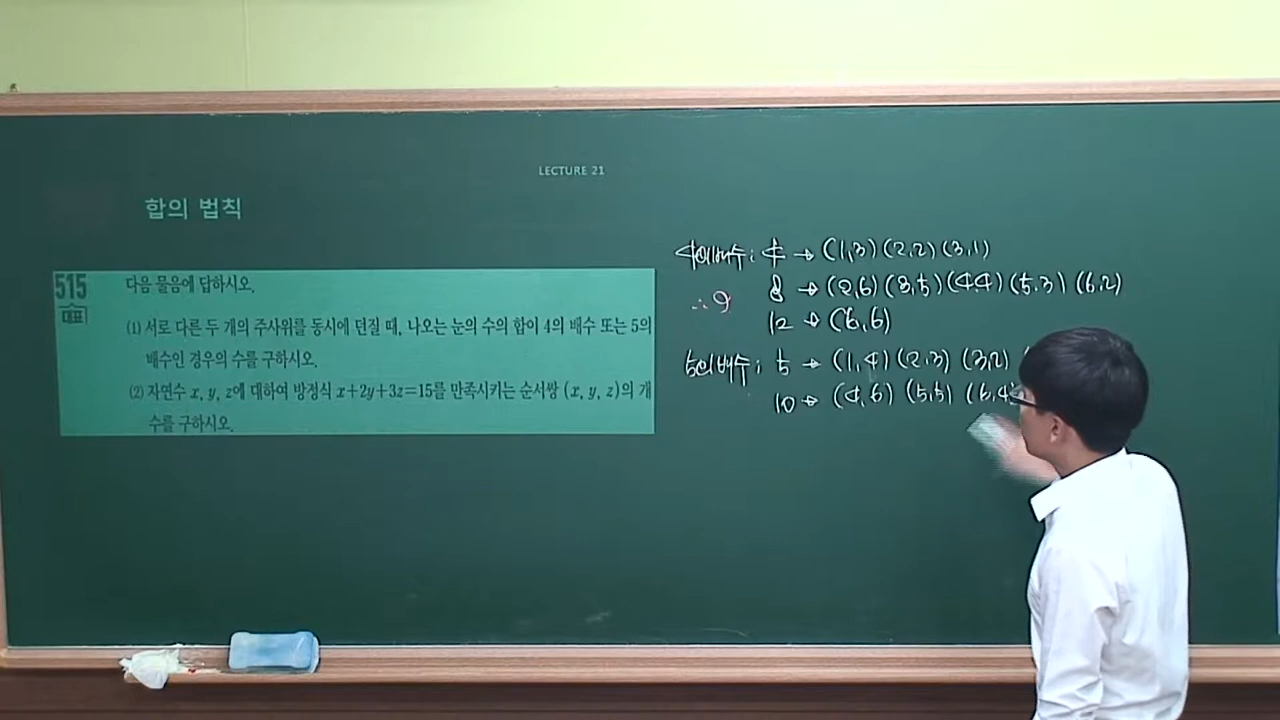 LECTURE 21
합의 법칙
515
대표
다음 물음에 답하시오.
(1) 서로 다른 두 개의 주사위를 동시에 던질 때, 나오는 눈의 수의 합이 4의 배수 또는 5의
배수인 경우의 수를 구하시오.
(2) 자연수 x, y, z에 대하여 방정식 x+2y+3z=15를 만족시키는 순서쌍 (x, y, z)의 개
수를 구하시오.
4의배수: 4 → (1,3) (2,2) (3,1)
8 → (2,6) (3,5) (4,4) (5,3) (6,2)
∴ 9
12 → (6,6)
5의배수: 5 → (1,4) (2,3) (3,2)
10 → (4,6) (5,5) (6,4)